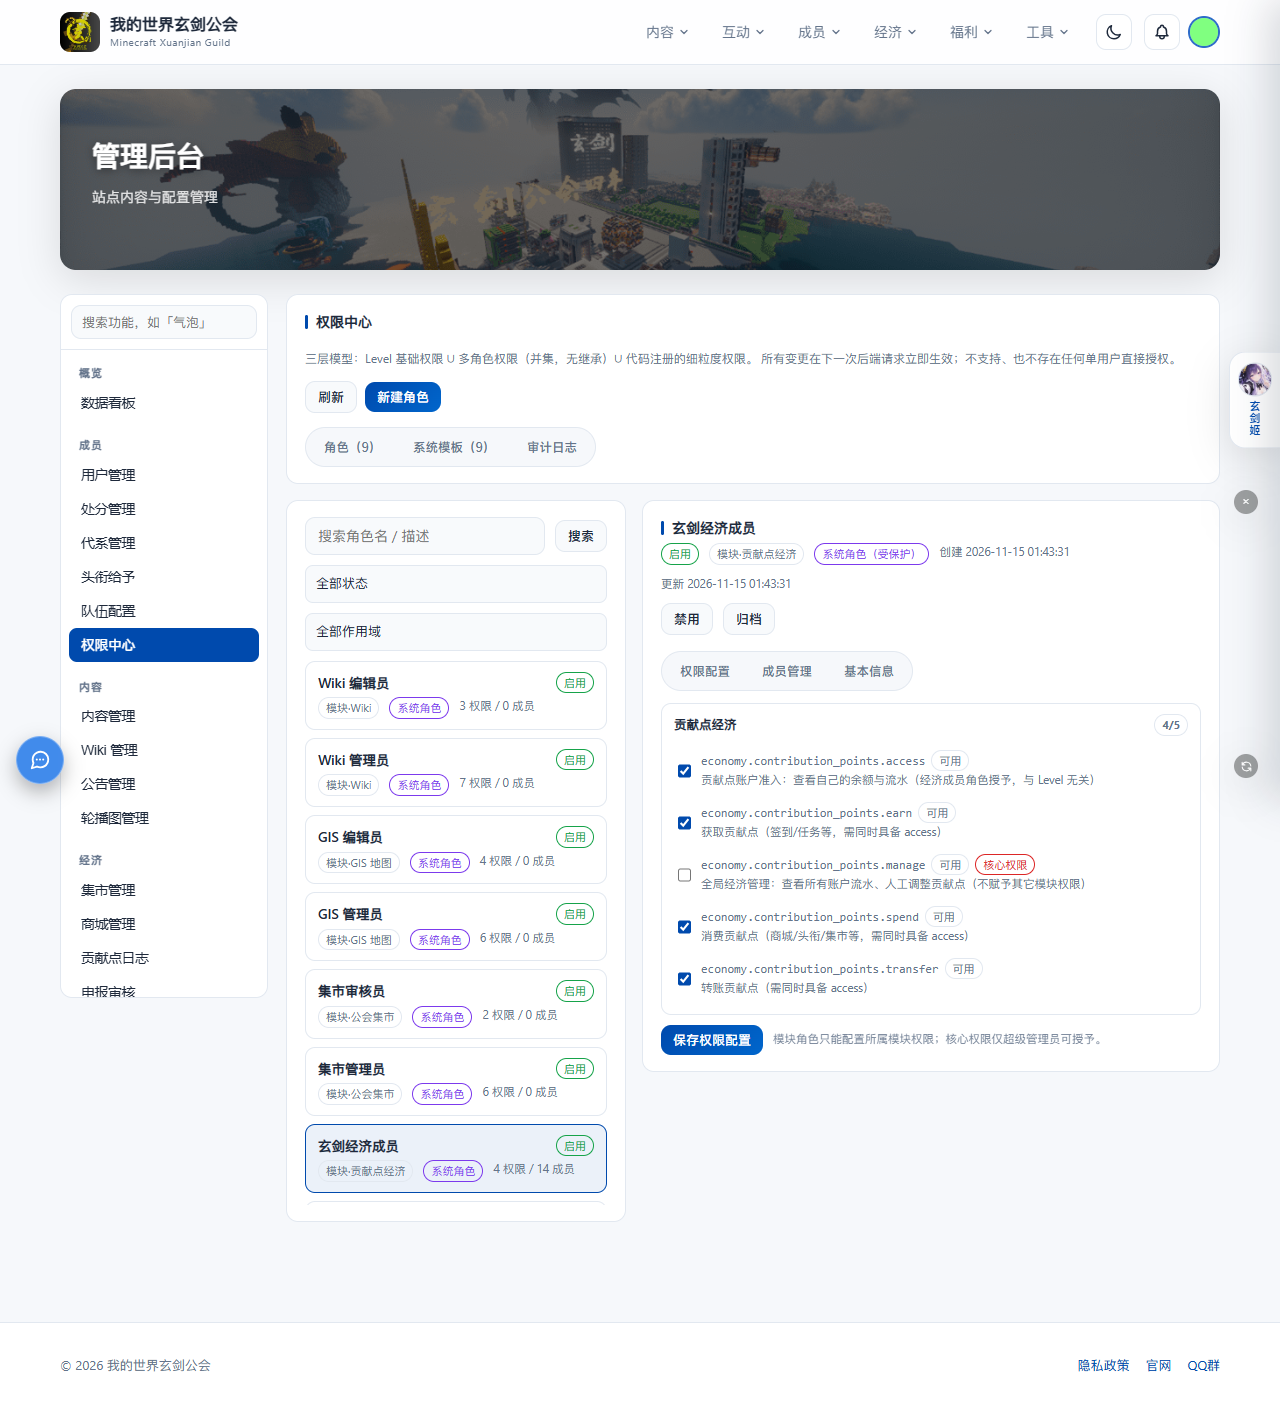 我的世界玄剑公会
Minecraft Xuanjian Guild
内容 互动 成员 经济 福利 工具
管理后台
站点内容与配置管理
玄剑
玄剑公会四年
搜索功能，如「气泡」
概览
数据看板
成员
用户管理
处分管理
代系管理
头衔给予
队伍配置
权限中心
内容
内容管理
Wiki 管理
公告管理
轮播图管理
经济
集市管理
商城管理
贡献点日志
申报审核
权限中心
三层模型：Level 基础权限 ∪ 多角色权限（并集，无继承）∪ 代码注册的细粒度权限。 所有变更在下一次后端请求立即生效；不支持、也不存在任何单用户直接授权。
刷新 新建角色
角色（9） 系统模板（9） 审计日志
搜索角色名 / 描述 搜索
全部状态
全部作用域
Wiki 编辑员 启用
模块·Wiki 系统角色 3 权限 / 0 成员
Wiki 管理员 启用
模块·Wiki 系统角色 7 权限 / 0 成员
GIS 编辑员 启用
模块·GIS 地图 系统角色 4 权限 / 0 成员
GIS 管理员 启用
模块·GIS 地图 系统角色 6 权限 / 0 成员
集市审核员 启用
模块·公会集市 系统角色 2 权限 / 0 成员
集市管理员 启用
模块·公会集市 系统角色 6 权限 / 0 成员
玄剑经济成员 启用
模块·贡献点经济 系统角色 4 权限 / 14 成员
玄剑经济成员
启用 模块·贡献点经济 系统角色（受保护） 创建 2026-11-15 01:43:31
更新 2026-11-15 01:43:31
禁用 归档
权限配置 成员管理 基本信息
贡献点经济 4/5
economy.contribution_points.access 可用
贡献点账户准入：查看自己的余额与流水（经济成员角色授予，与 Level 无关）
economy.contribution_points.earn 可用
获取贡献点（签到/任务等，需同时具备 access）
economy.contribution_points.manage 可用 核心权限
全局经济管理：查看所有账户流水、人工调整贡献点（不赋予其它模块权限）
economy.contribution_points.spend 可用
消费贡献点（商城/头衔/集市等，需同时具备 access）
economy.contribution_points.transfer 可用
转账贡献点（需同时具备 access）
保存权限配置 模块角色只能配置所属模块权限；核心权限仅超级管理员可授予。
玄剑姬
© 2026 我的世界玄剑公会
隐私政策 官网 QQ群